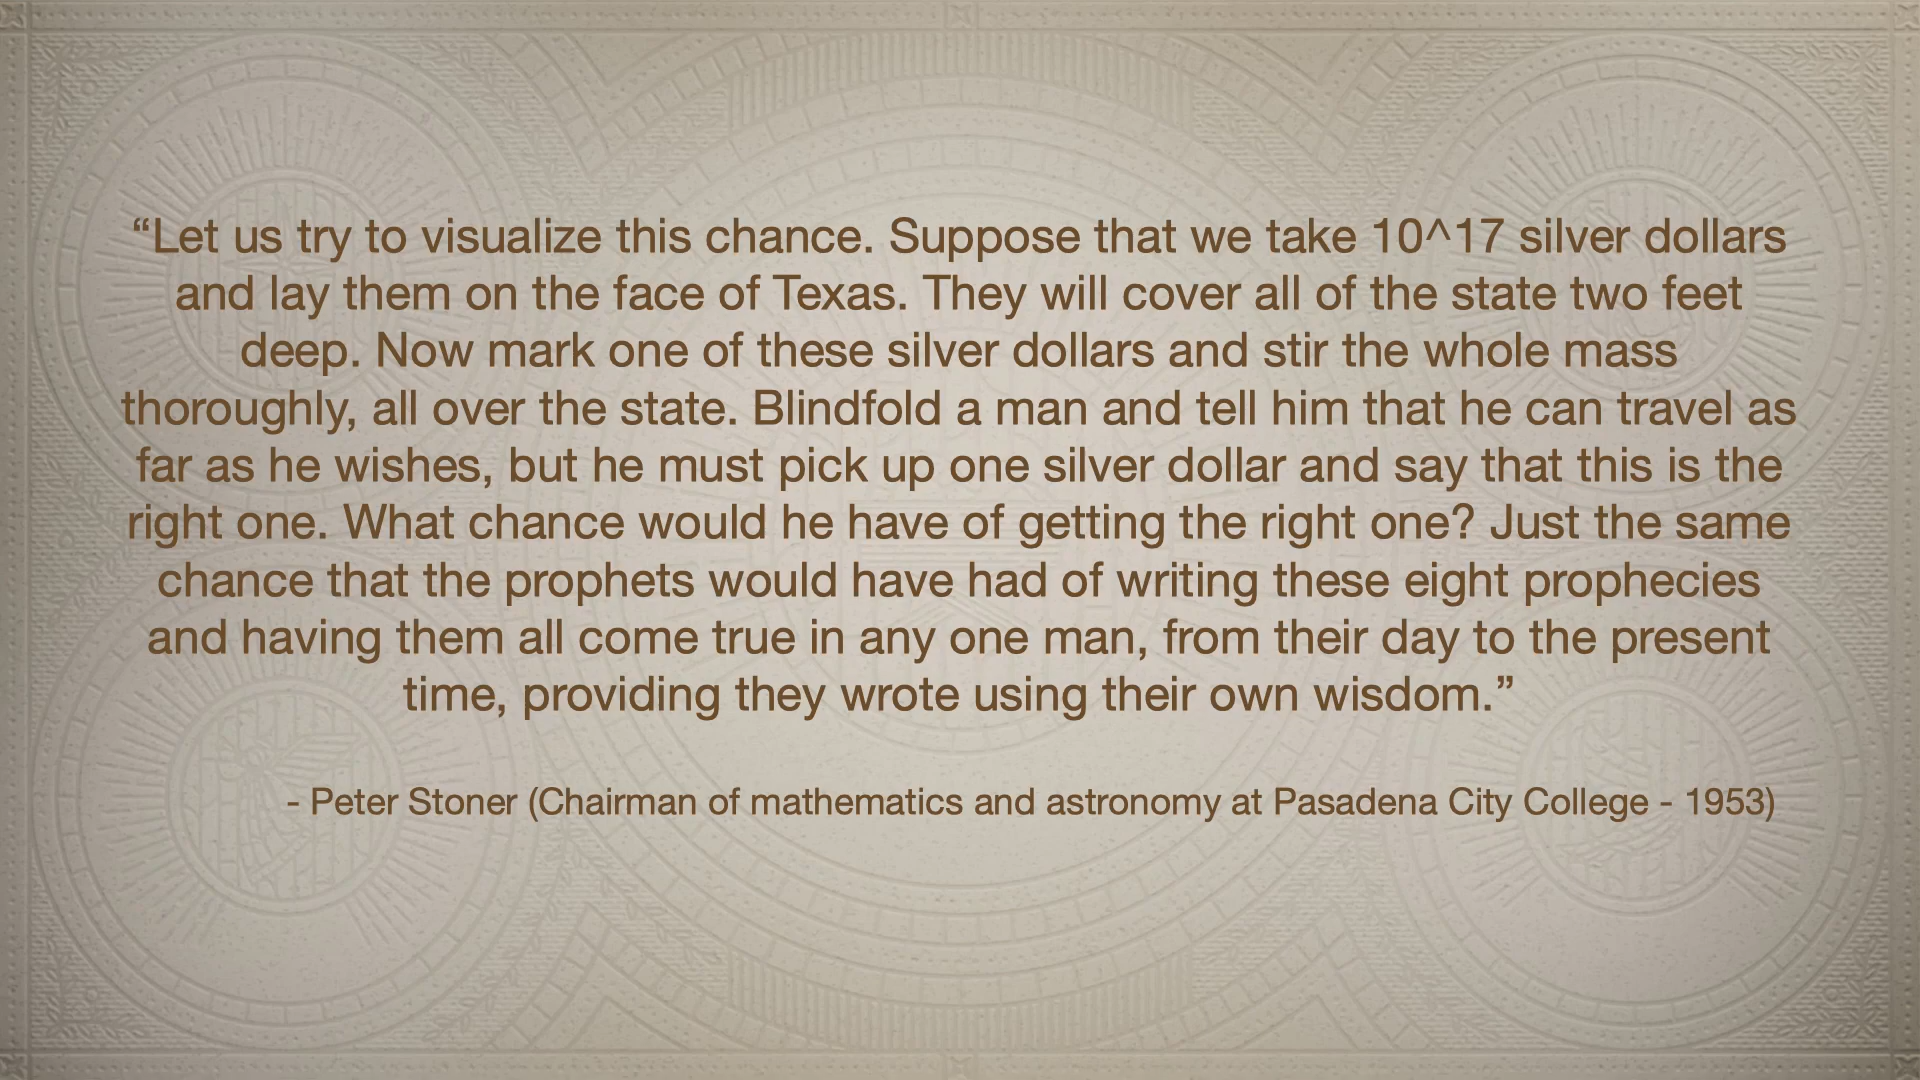 “Let us try to visualize this chance. Suppose that we take 10^17 silver dollars
and lay them on the face of Texas. They will cover all of the state two feet
deep. Now mark one of these silver dollars and stir the whole mass
thoroughly, all over the state. Blindfold a man and tell him that he can travel as
far as he wishes, but he must pick up one silver dollar and say that this is the
right one. What chance would he have of getting the right one? Just the same
chance that the prophets would have had of writing these eight prophecies
and having them all come true in any one man, from their day to the present
time, providing they wrote using their own wisdom.”
- Peter Stoner (Chairman of mathematics and astronomy at Pasadena City College - 1953)